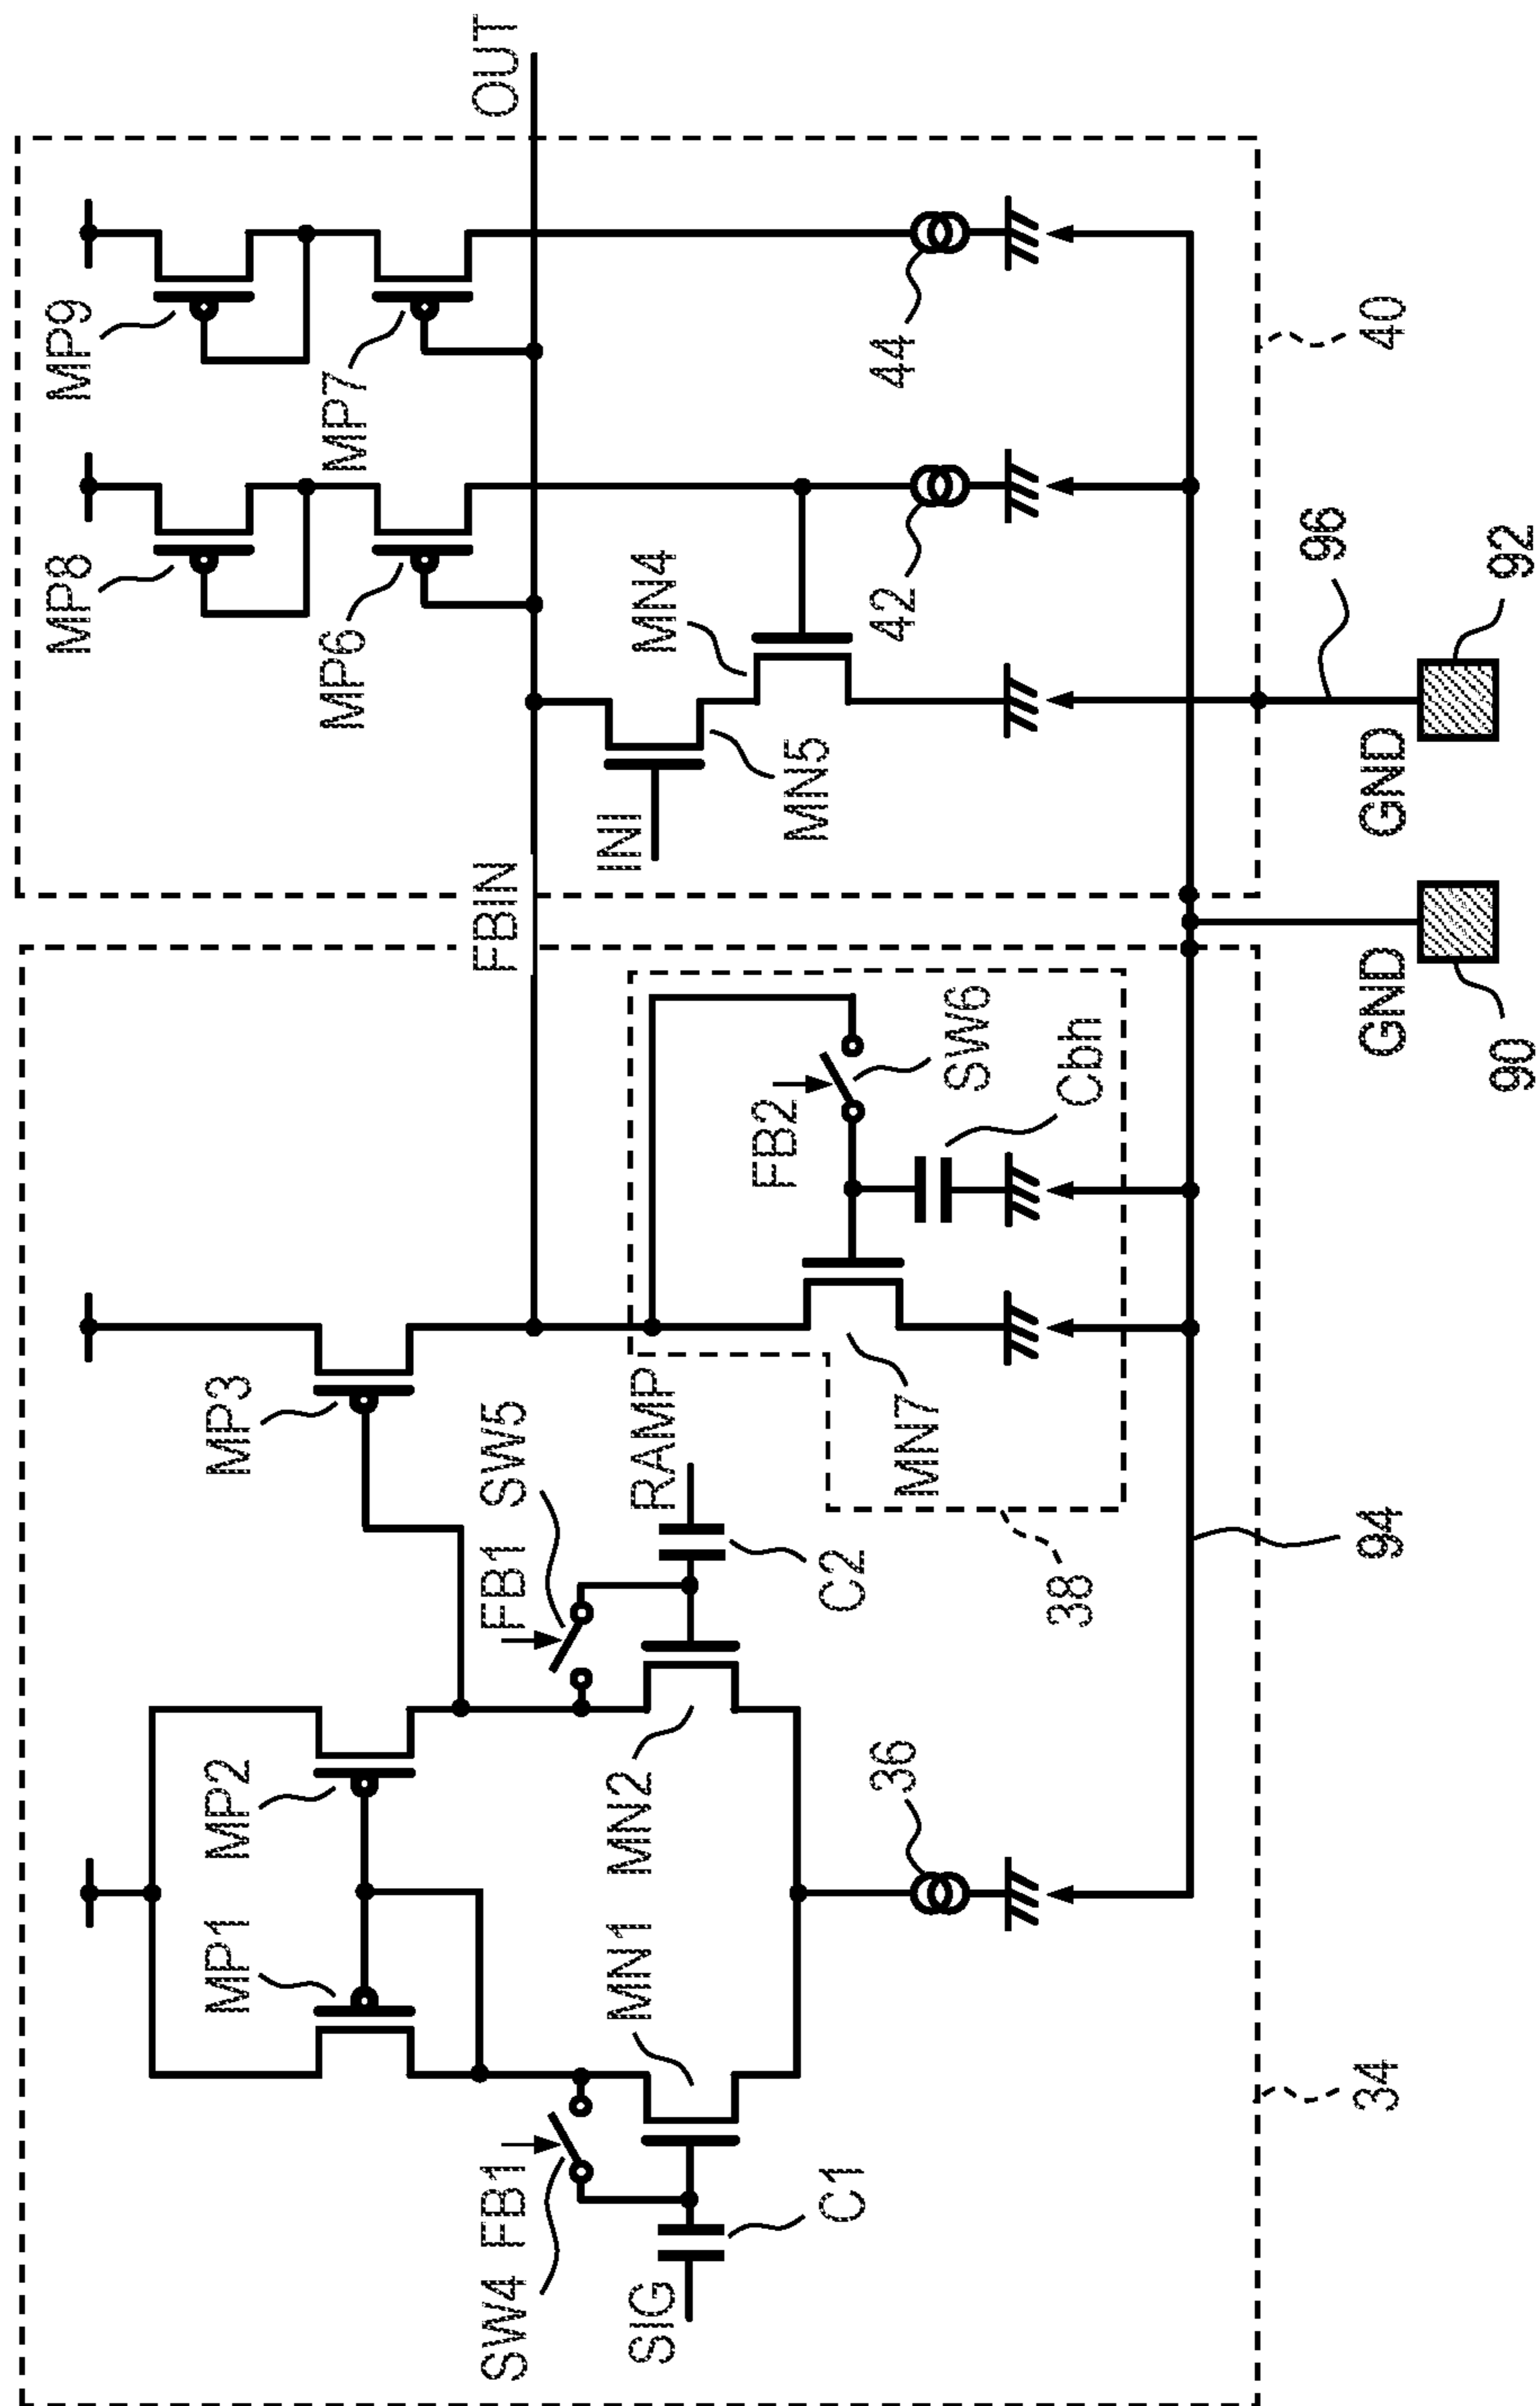 MP1
MP2
MP3
MP8
MP9
MP6
MP7
SW4
FB1
FB1
SW5
FBIN
OUT
SIG
MN1
MN2
RAMP
INI
MN4
C1
C2
FB2
MN5
36
MN7
SW6
42
44
38
Cbh
34
94
GND
GND
96
40
90
92